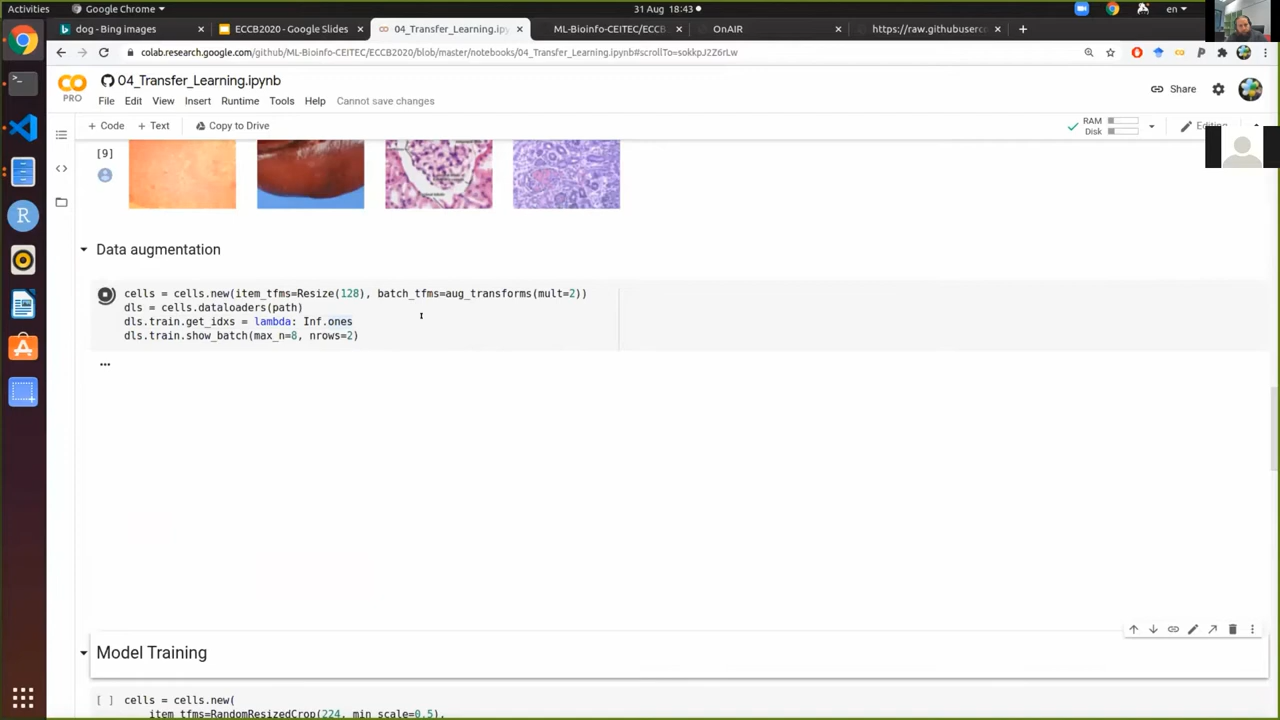 Activities
Google Chrome
31 Aug 18:43
en
dog - Bing images
ECCB2020 - Google Slides
04_Transfer_Learning.ipy
ML-Bioinfo-CEITEC/ECCB
OnAIR
https://raw.githubuserc
colab.research.google.com/github/ML-Bioinfo-CEITEC/ECCB2020/blob/master/notebooks/04_Transfer_Learning.ipynb#scrollTo=sokkpJ2Z6rLw
04_Transfer_Learning.ipynb
PRO
File Edit View Insert Runtime Tools Help Cannot save changes
Share
+ Code + Text Copy to Drive
RAM
Disk
Editing
[9]
Data augmentation
cells = cells.new(item_tfms=Resize(128), batch_tfms=aug_transforms(mult=2))
dls = cells.dataloaders(path)
dls.train.get_idxs = lambda: Inf.ones
dls.train.show_batch(max_n=8, nrows=2)
...
Model Training
[ ] cells = cells.new(
item_tfms=RandomResizedCrop(224, min_scale=0.5),